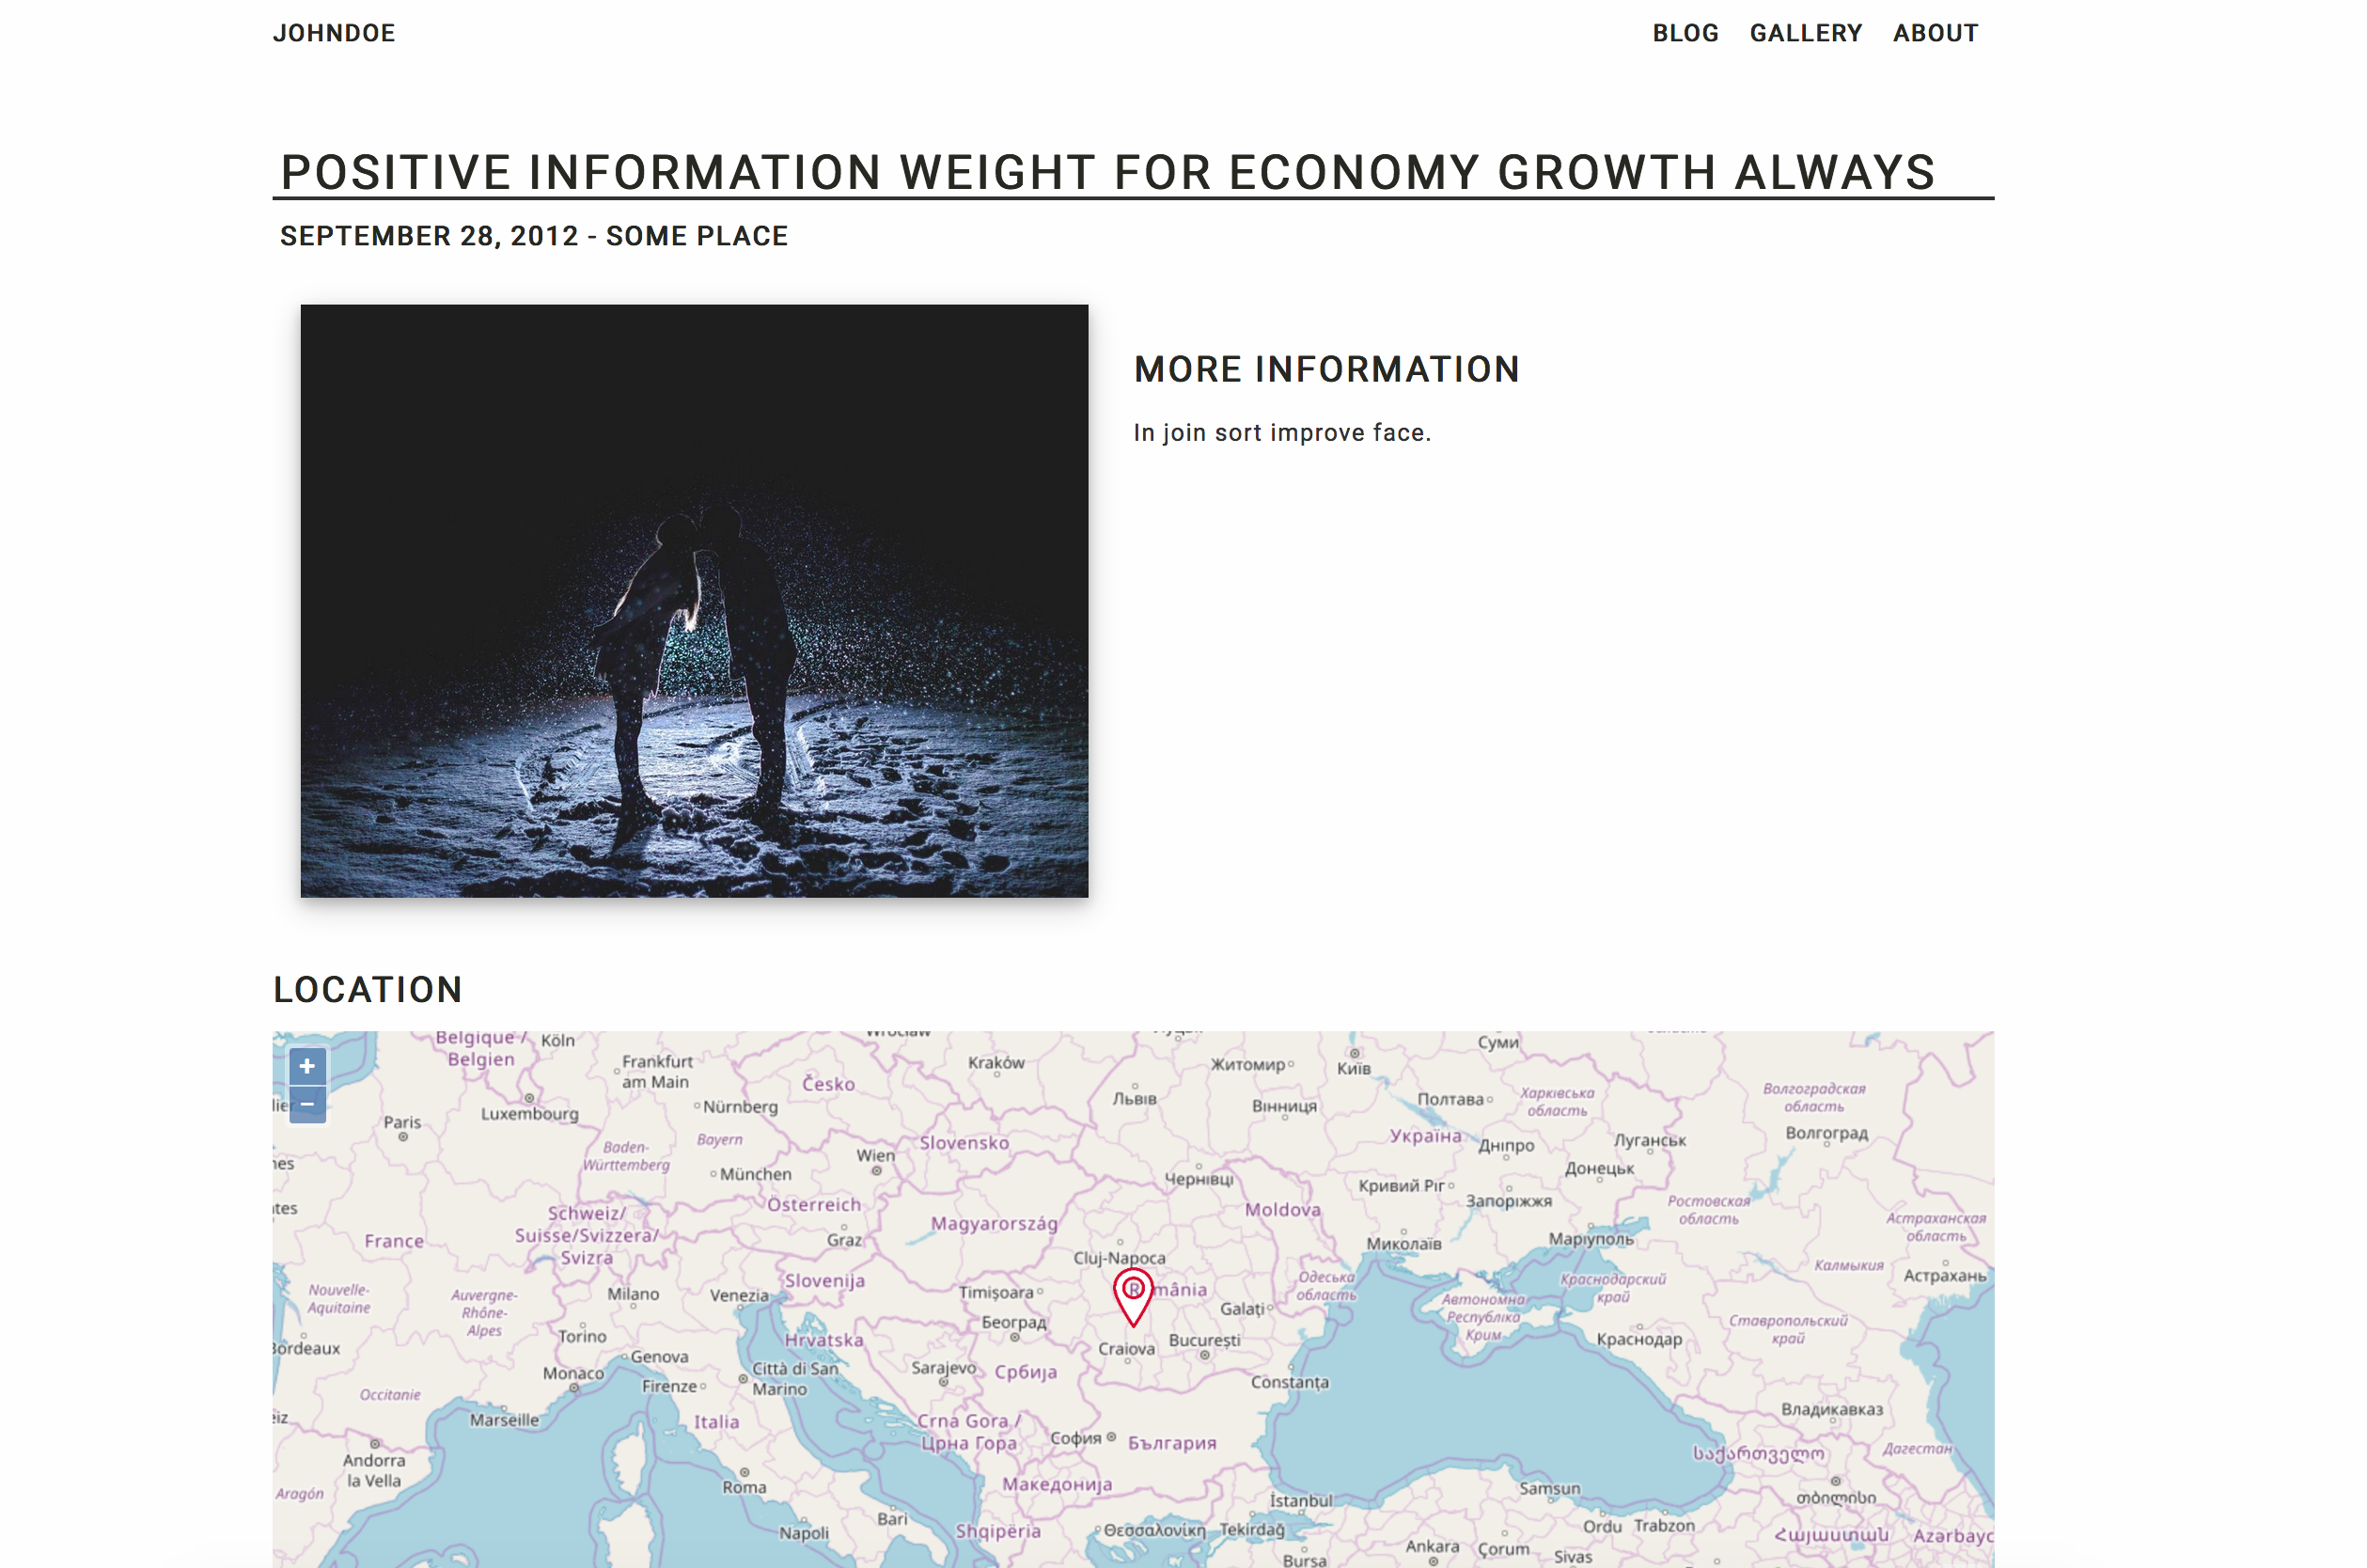 JOHNDOE
BLOG GALLERY ABOUT
POSITIVE INFORMATION WEIGHT FOR ECONOMY GROWTH ALWAYS
SEPTEMBER 28, 2012 - SOME PLACE
MORE INFORMATION
In join sort improve face.
LOCATION
+
−
Belgique /
Belgien
Köln
Frankfurt
am Main
Luxembourg
Paris
Nürnberg
Česko
Kraków
Львів
Житомир
Київ
Суми
Вінниця
Полтава
Харківська
область
Волгоградская
область
Волгоград
Baden-
Württemberg
Bayern
München
Wien
Slovensko
Чернівці
Україна
Дніпро
Луганськ
Донецьк
Кривий Ріг
Запоріжжя
Ростовская
область
Астраханская
область
France
Schweiz/
Suisse/Svizzera/
Svizra
Österreich
Graz
Magyarország
Moldova
Миколаїв
Маріуполь
Cluj-Napoca
Slovenija
Timișoara
R mânia
Galați
Одеська
область
Краснодарский
край
Калмыкия
Астрахань
Nouvelle-
Aquitaine
Auvergne-
Rhône-
Alpes
Milano
Venezia
Torino
Београд
București
Craiova
Автономна
Республіка
Крим
Краснодар
Ставропольский
край
Bordeaux
Genova
Monaco
Hrvatska
Firenze
Città di San
Marino
Sarajevo
Србија
Constanța
Occitanie
Marseille
Italia
Crna Gora /
Црна Гора
София
България
Владикавказ
Andorra
la Vella
Aragón
Roma
Македонија
საქართველო
Дагестан
თბილისი
Napoli
Bari
Shqipëria
Θεσσαλονίκη
Tekirdağ
İstanbul
Bursa
Samsun
Ordu
Trabzon
Ankara
Çorum
Sivas
Հայաստան
Azərbayc